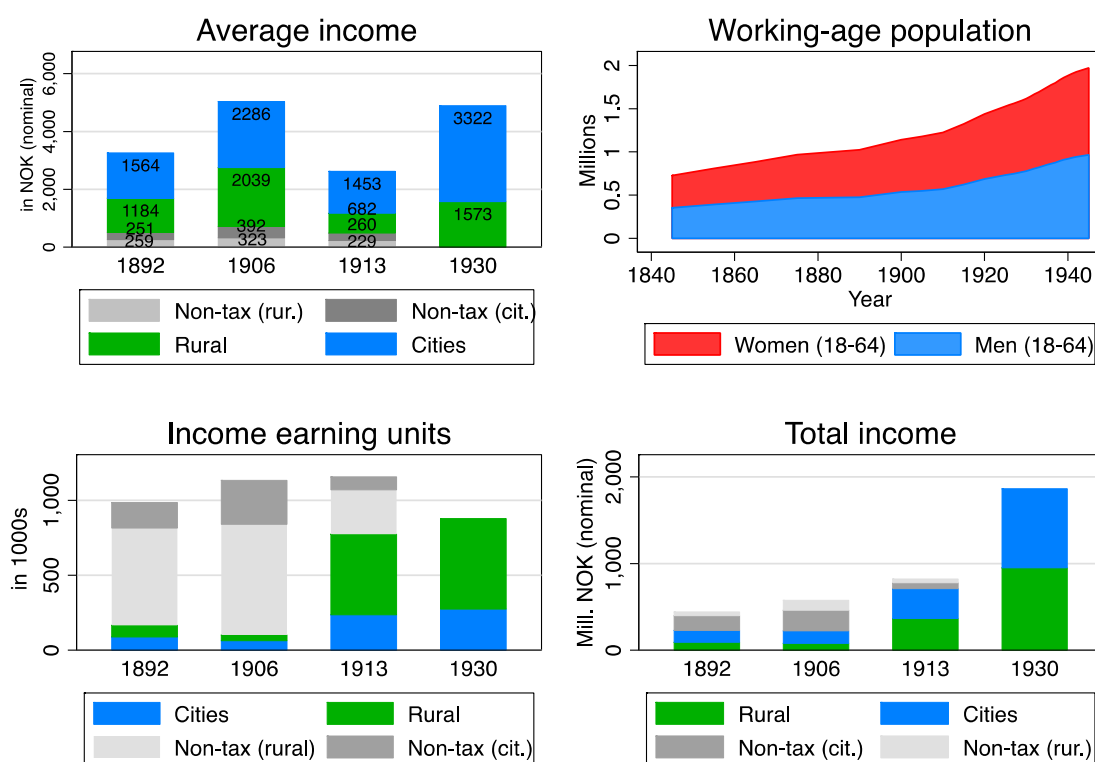 Average income
in NOK (nominal)
0 2,000 4,000 6,000
1564
1184
251
259
2286
2039
392
323
1453
682
260
229
3322
1573
1892 1906 1913 1930
Non-tax (rur.) Non-tax (cit.)
Rural Cities
Working-age population
Millions
0 0.5 1 1.5 2
1840 1860 1880 1900 1920 1940
Year
Women (18-64) Men (18-64)
Income earning units
in 1000s
0 500 1,000
1892 1906 1913 1930
Cities Rural
Non-tax (rural) Non-tax (cit.)
Total income
Mill. NOK (nominal)
0 1,000 2,000
1892 1906 1913 1930
Rural Cities
Non-tax (cit.) Non-tax (rur.)